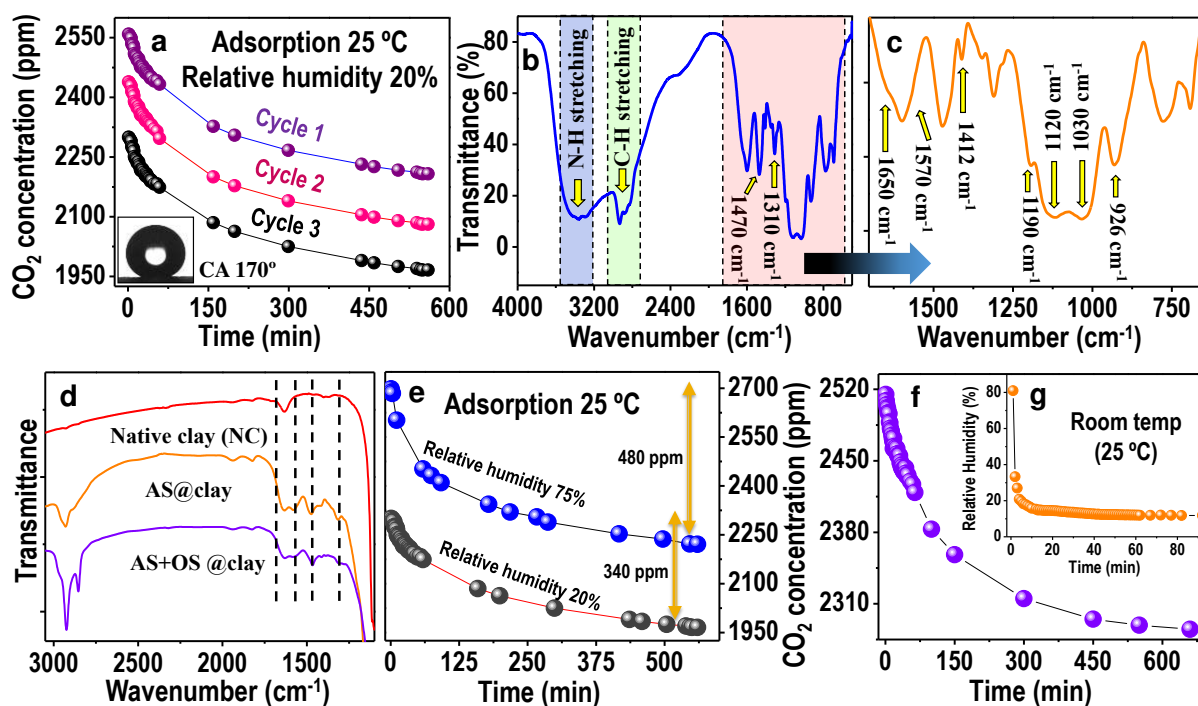 a
Adsorption 25 ºC
Relative humidity 20%
Cycle 1
Cycle 2
Cycle 3
CA 170º
CO2 concentration (ppm)
2550
2400
2250
2100
1950
0 150 300 450 600
Time (min)
b
N-H stretching
C-H stretching
1470 cm-1
1310 cm-1
Transmittance (%)
80
60
40
20
0
4000 3200 2400 1600 800
Wavenumber (cm-1)
c
1650 cm-1
1570 cm-1
1412 cm-1
1190 cm-1
1120 cm-1
1030 cm-1
926 cm-1
1500 1250 1000 750
Wavenumber (cm-1)
d
Native clay (NC)
AS@clay
AS+OS @clay
Transmittance
3000 2500 2000 1500
Wavenumber (cm-1)
e
Adsorption 25 ºC
Relative humidity 75%
480 ppm
340 ppm
Relative humidity 20%
2700
2550
2400
2250
2100
1950
CO2 concentration (ppm)
0 125 250 375 500
Time (min)
f
2520
2450
2380
2310
0 150 300 450 600
Time (min)
g
Room temp
(25 ºC)
Relative Humidity (%)
80
60
40
20
0
0 20 40 60 80
Time (min)